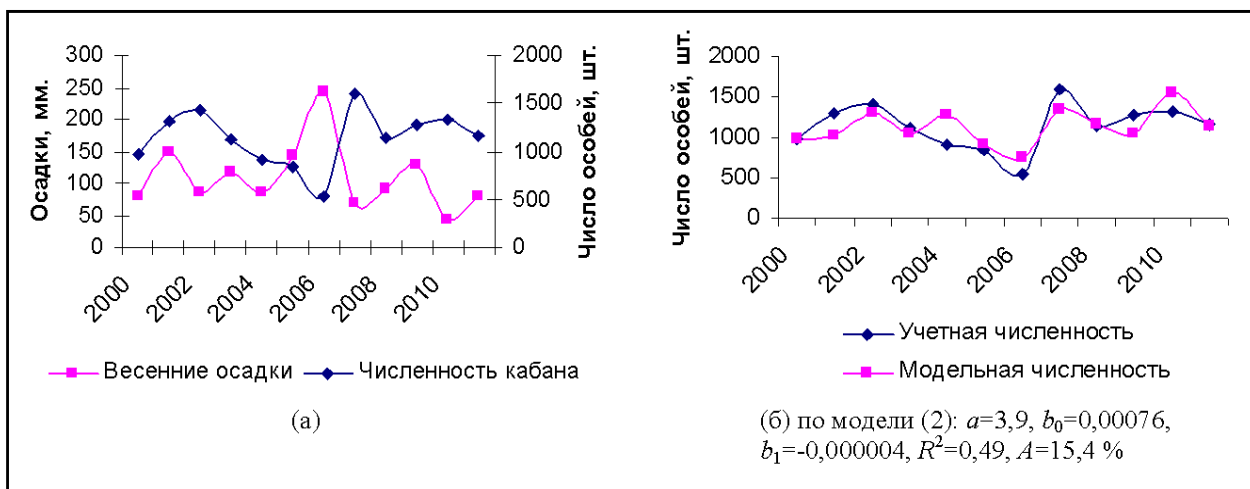 Осадки, мм.
300
250
200
150
100
50
0
2000
1500
1000
500
0
Число особей, шт.
2000
2002
2004
2006
2008
2010
Весенние осадки
Численность кабана
(а)
Число особей, шт.
2000
1500
1000
500
0
2000
2002
2004
2006
2008
2010
Учетная численность
Модельная численность
(б) по модели (2): a=3,9, b₀=0,00076,
b₁=-0,000004, R²=0,49, A=15,4 %